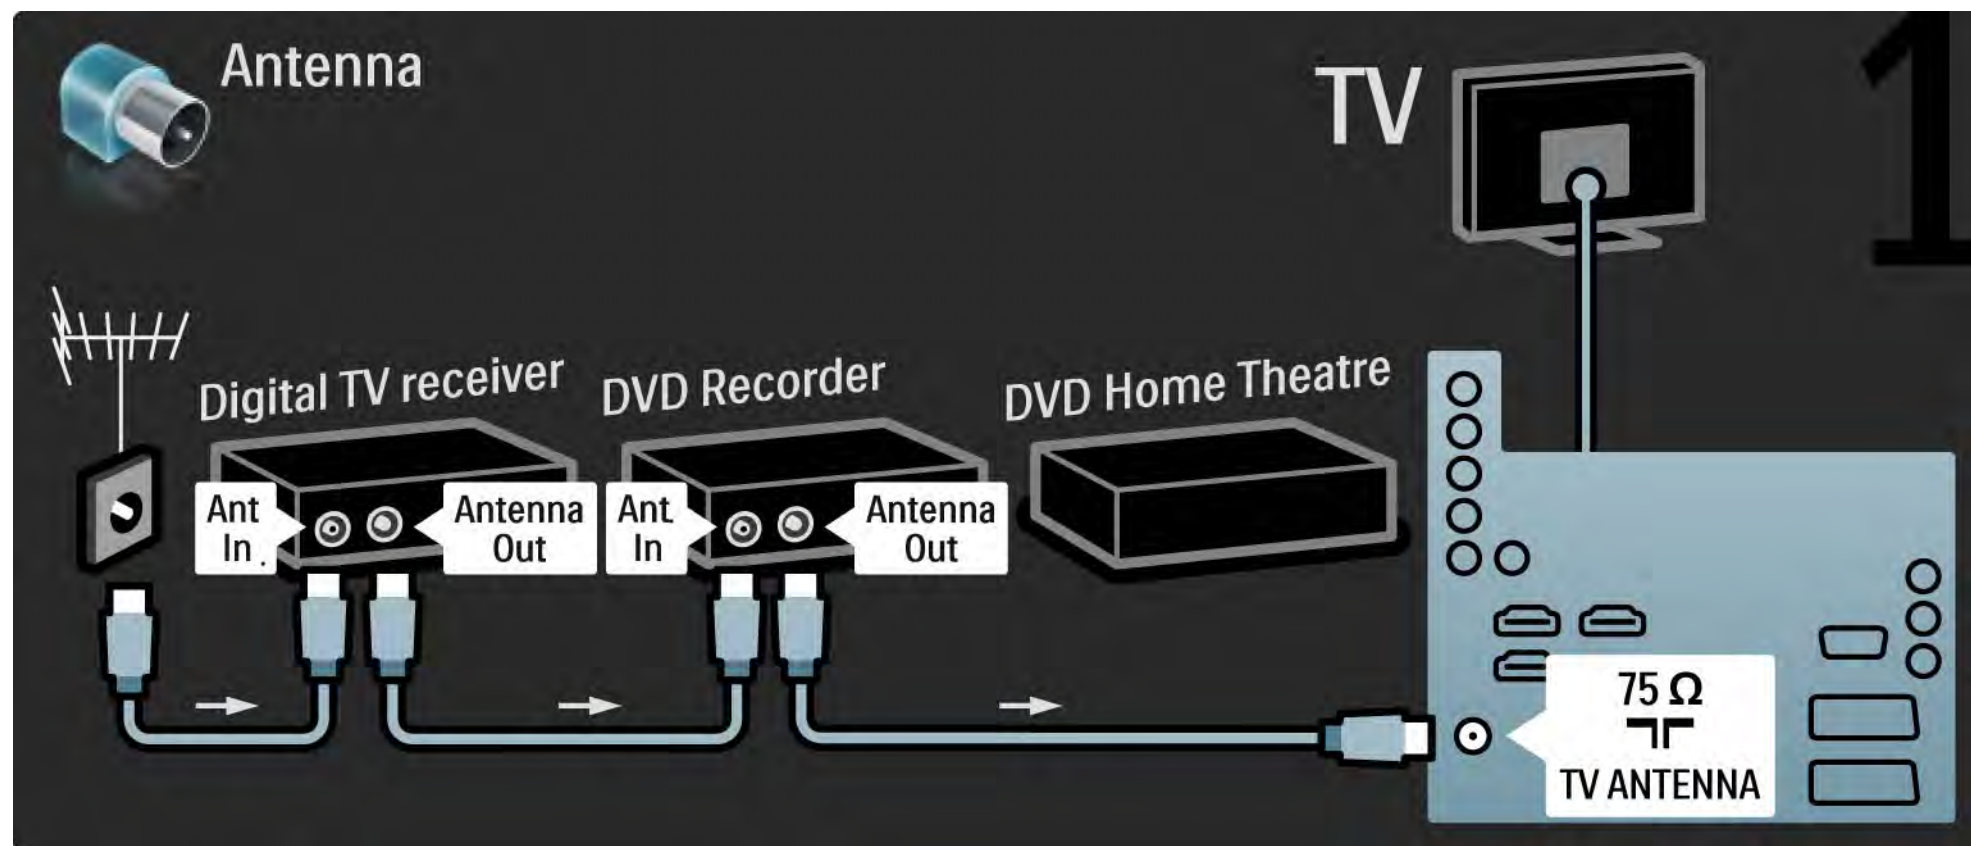 Antenna
TV
1
Digital TV receiver
DVD Recorder
DVD Home Theatre
Ant
In .
Antenna
Out
Ant.
In
Antenna
Out
75 Ω
TV ANTENNA